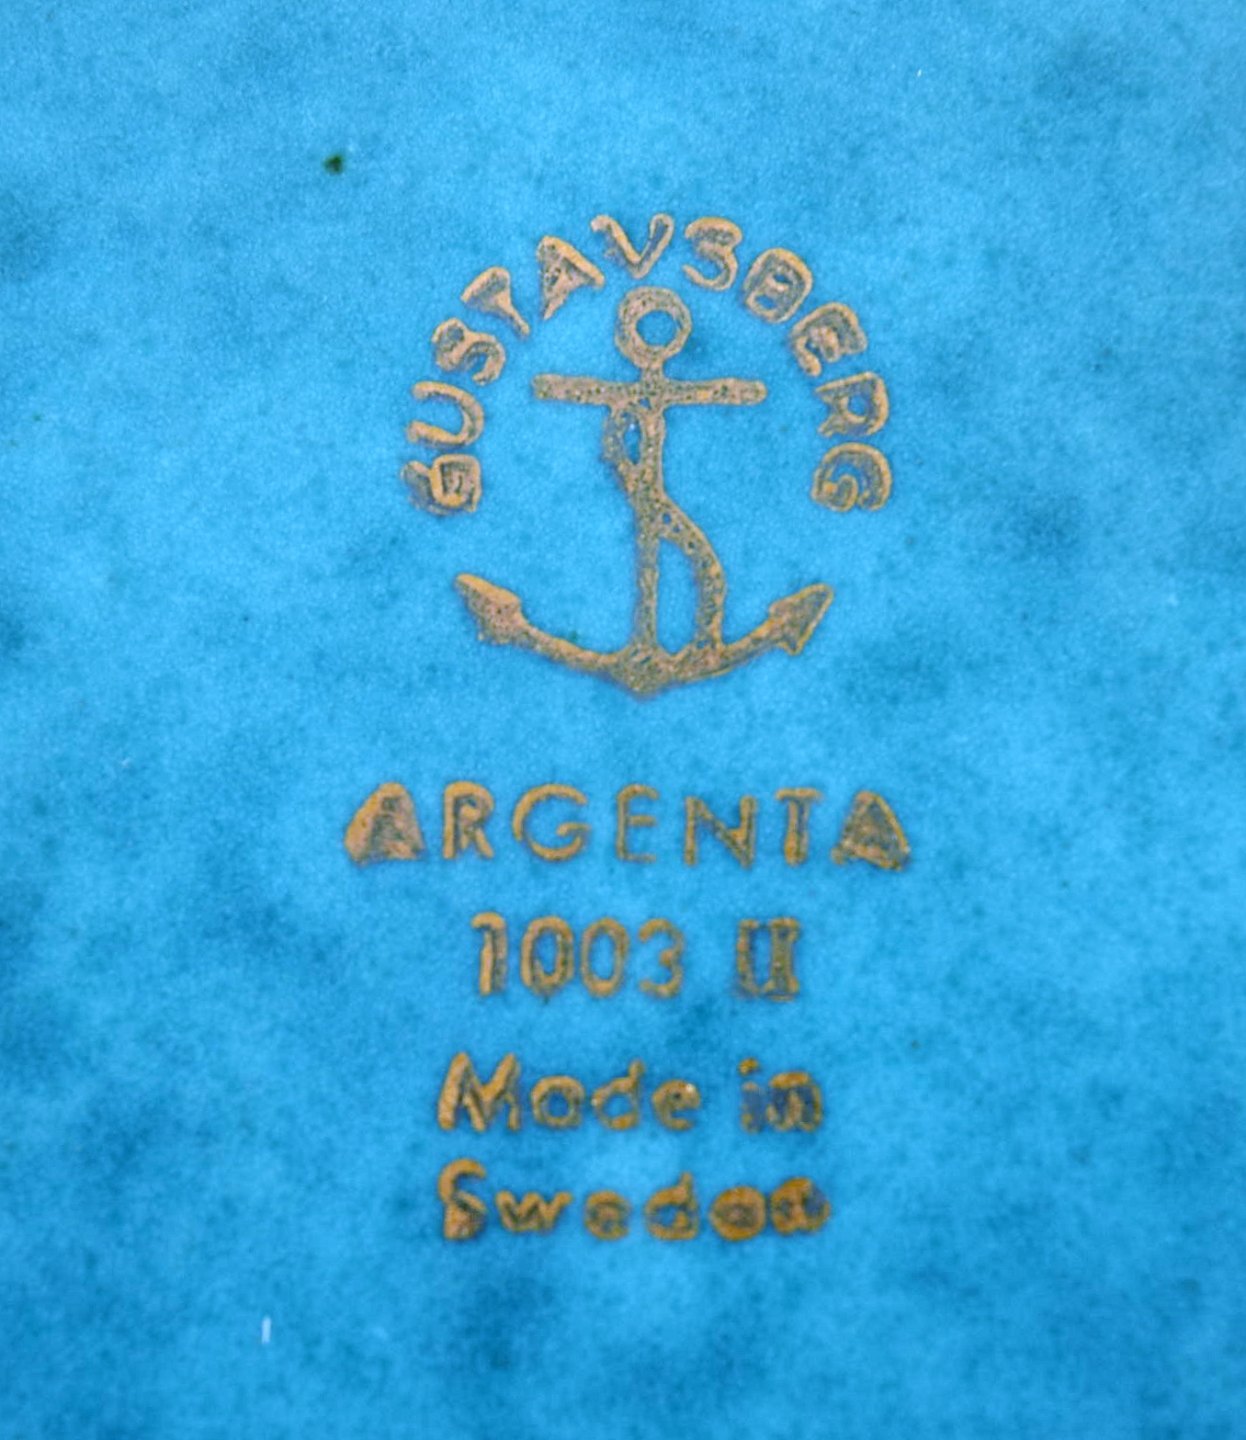 GUSTAVSBERG
ARGENTA
1003 II
Made in
Sweden